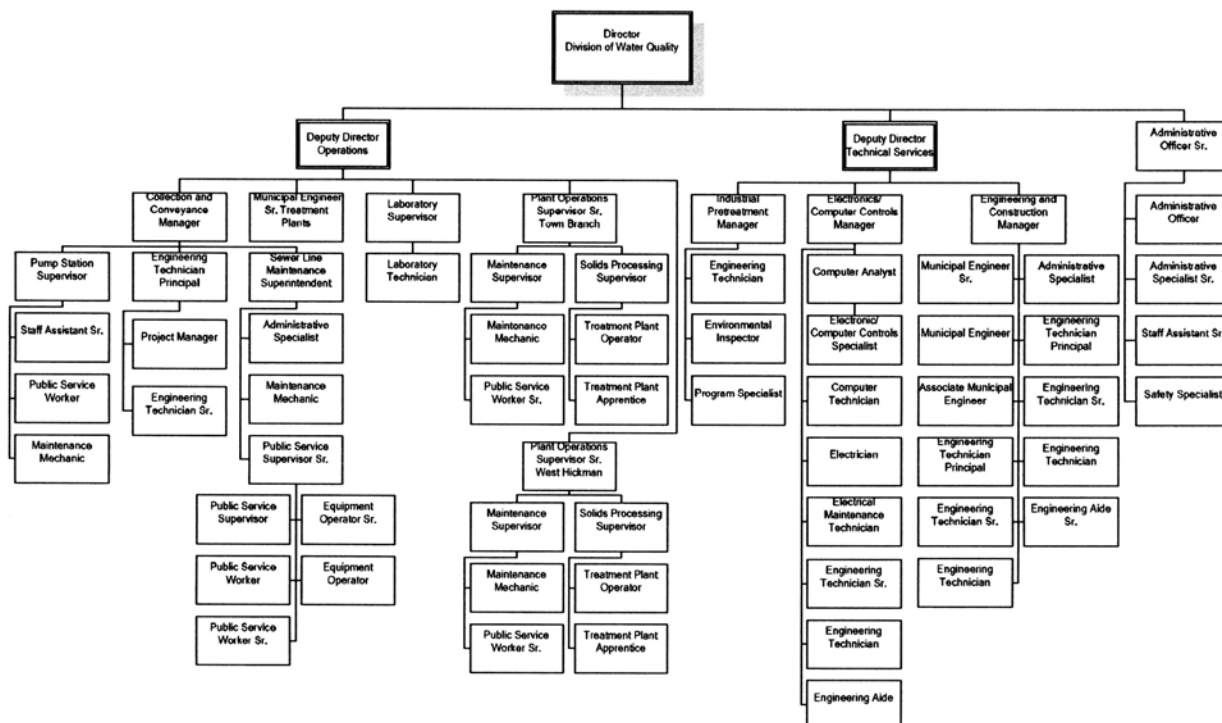 Director
Division of Water Quality
Deputy Director
Operations
Deputy Director
Technical Services
Administrative
Officer Sr.
Collection and
Conveyance
Manager
Municipal Engineer
Sr. Treatment
Plants
Laboratory
Supervisor
Plant Operations
Supervisor Sr.
Town Branch
Industrial
Pretreatment
Manager
Electronics/
Computer Controls
Manager
Engineering and
Construction
Manager
Administrative
Officer
Pump Station
Supervisor
Engineering
Technician
Principal
Sewer Line
Maintenance
Superintendent
Laboratory
Technician
Maintenance
Supervisor
Solids Processing
Supervisor
Engineering
Technician
Computer Analyst
Municipal Engineer
Sr.
Administrative
Specialist
Administrative
Specialist Sr.
Staff Assistant Sr.
Project Manager
Administrative
Specialist
Maintenance
Mechanic
Treatment Plant
Operator
Environmental
Inspector
Electronic/
Computer Controls
Specialist
Municipal Engineer
Engineering
Technician
Principal
Staff Assistant Sr.
Public Service
Worker
Engineering
Technician Sr.
Maintenance
Mechanic
Public Service
Worker Sr.
Treatment Plant
Apprentice
Program Specialist
Computer
Technician
Associate Municipal
Engineer
Engineering
Technician Sr.
Safety Specialist
Maintenance
Mechanic
Public Service
Supervisor Sr.
Plant Operations
Supervisor Sr.
West Hickman
Electrician
Engineering
Technician
Principal
Engineering
Technician
Public Service
Supervisor
Equipment
Operator Sr.
Maintenance
Supervisor
Solids Processing
Supervisor
Electrical
Maintenance
Technician
Engineering
Technician Sr.
Engineering Aide
Sr.
Public Service
Worker
Equipment
Operator
Maintenance
Mechanic
Treatment Plant
Operator
Engineering
Technician Sr.
Engineering
Technician
Public Service
Worker Sr.
Public Service
Worker Sr.
Treatment Plant
Apprentice
Engineering
Technician
Engineering Aide